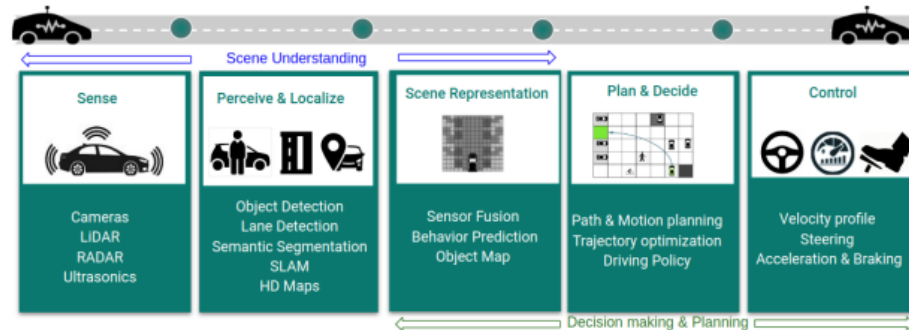 Scene Understanding
Sense
Cameras
LiDAR
RADAR
Ultrasonics
Perceive & Localize
Object Detection
Lane Detection
Semantic Segmentation
SLAM
HD Maps
Scene Representation
Sensor Fusion
Behavior Prediction
Object Map
Plan & Decide
Path & Motion planning
Trajectory optimization
Driving Policy
Control
Velocity profile
Steering
Acceleration & Braking
Decision making & Planning